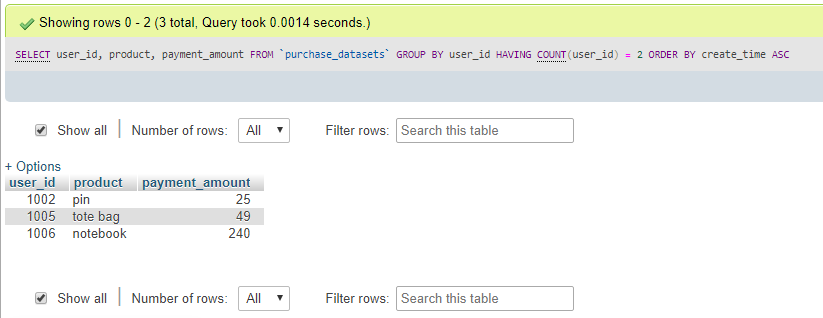 Showing rows 0 - 2 (3 total, Query took 0.0014 seconds.)
SELECT user_id, product, payment_amount FROM `purchase_datasets` GROUP BY user_id HAVING COUNT(user_id) = 2 ORDER BY create_time ASC
Show all | Number of rows: All Filter rows: Search this table
+ Options
user_id product payment_amount
1002 pin 25
1005 tote bag 49
1006 notebook 240
Show all | Number of rows: All Filter rows: Search this table